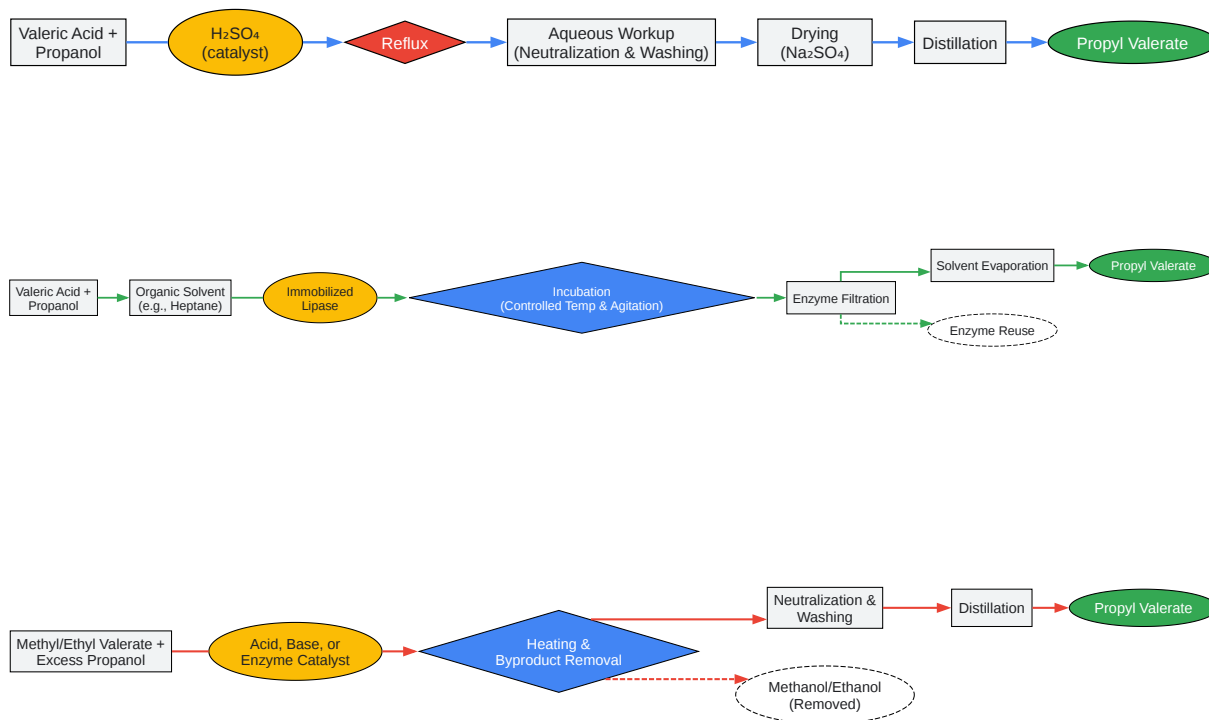 Valeric Acid +
Propanol
H₂SO₄
(catalyst)
Reflux
Aqueous Workup
(Neutralization & Washing)
Drying
(Na₂SO₄)
Distillation
Propyl Valerate
Valeric Acid +
Propanol
Organic Solvent
(e.g., Heptane)
Immobilized
Lipase
Incubation
(Controlled Temp & Agitation)
Enzyme Filtration
Solvent Evaporation
Propyl Valerate
Enzyme Reuse
Methyl/Ethyl Valerate +
Excess Propanol
Acid, Base, or
Enzyme Catalyst
Heating &
Byproduct Removal
Neutralization &
Washing
Distillation
Propyl Valerate
Methanol/Ethanol
(Removed)